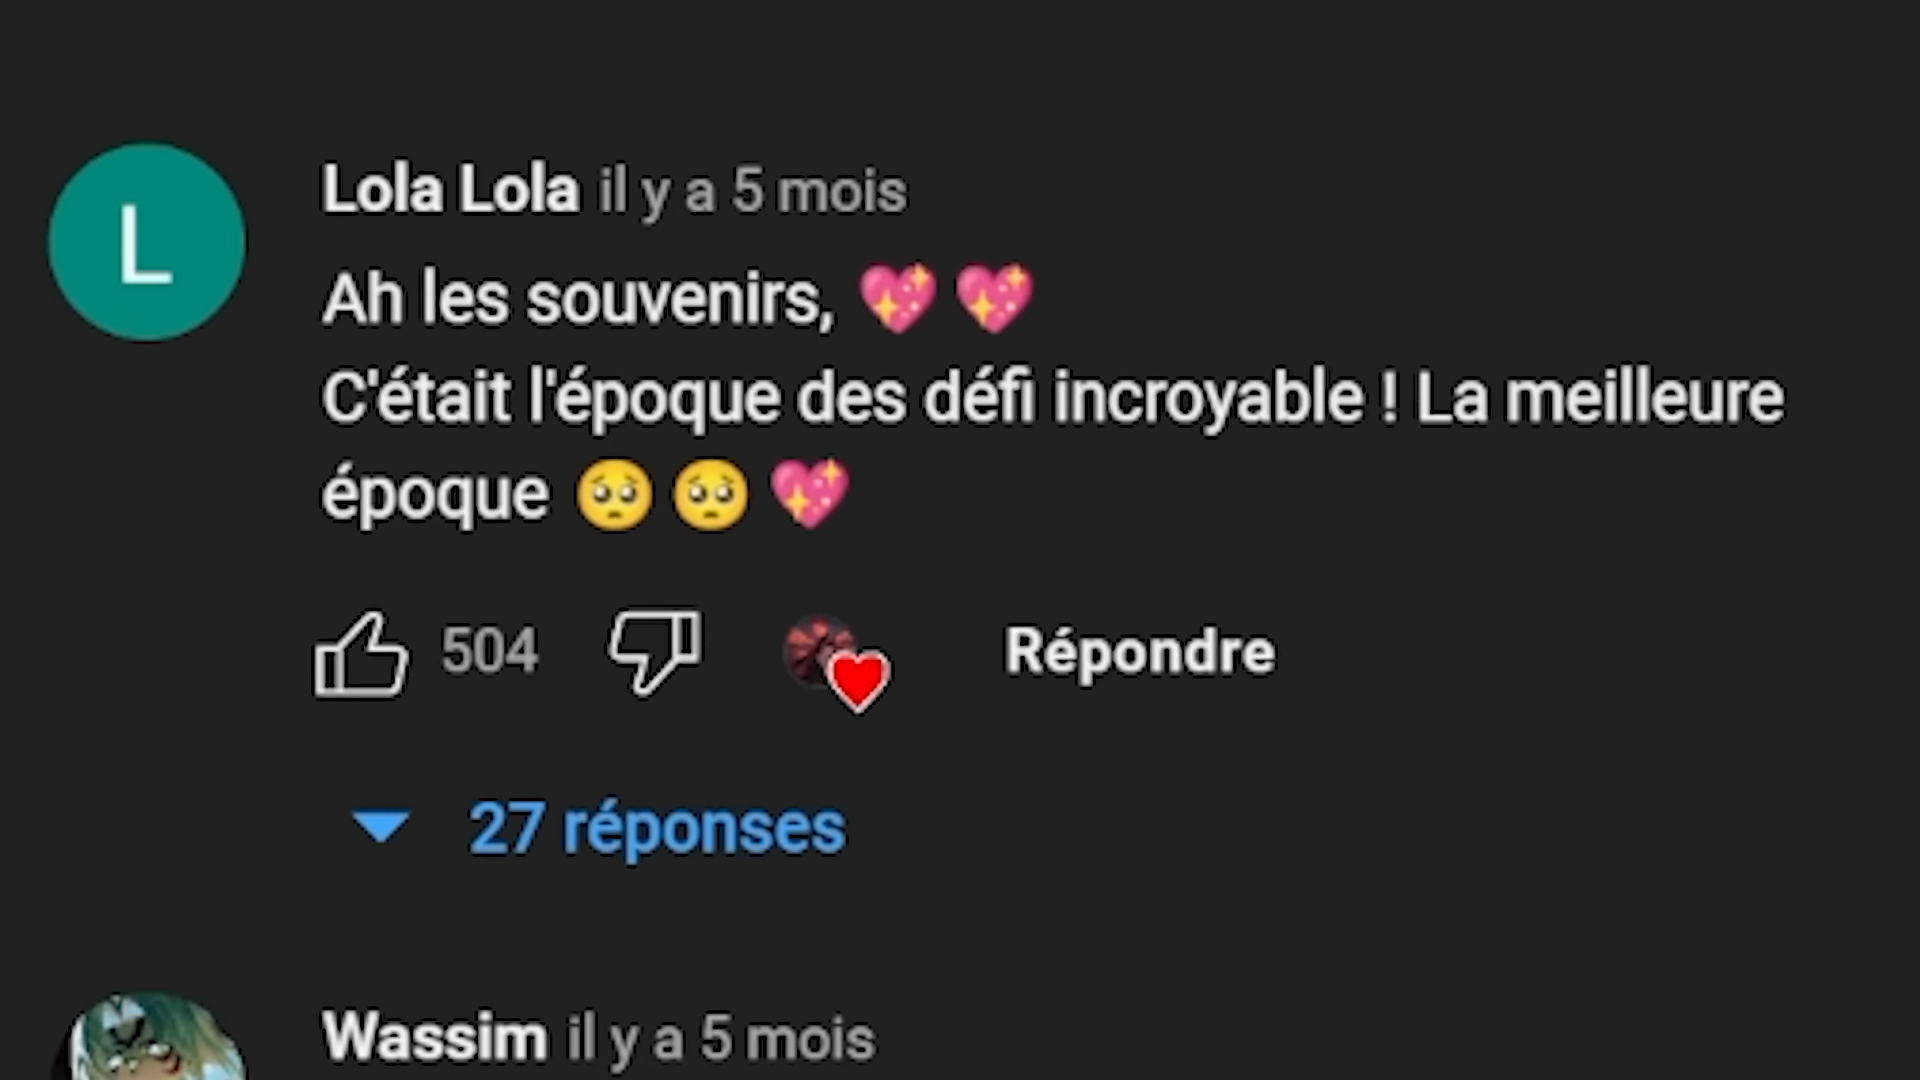 L
Lola Lola il y a 5 mois
Ah les souvenirs, 💖 💖
C'était l'époque des défi incroyable ! La meilleure
époque 🥺 🥺 💖
504 Répondre
27 réponses
Wassim il y a 5 mois